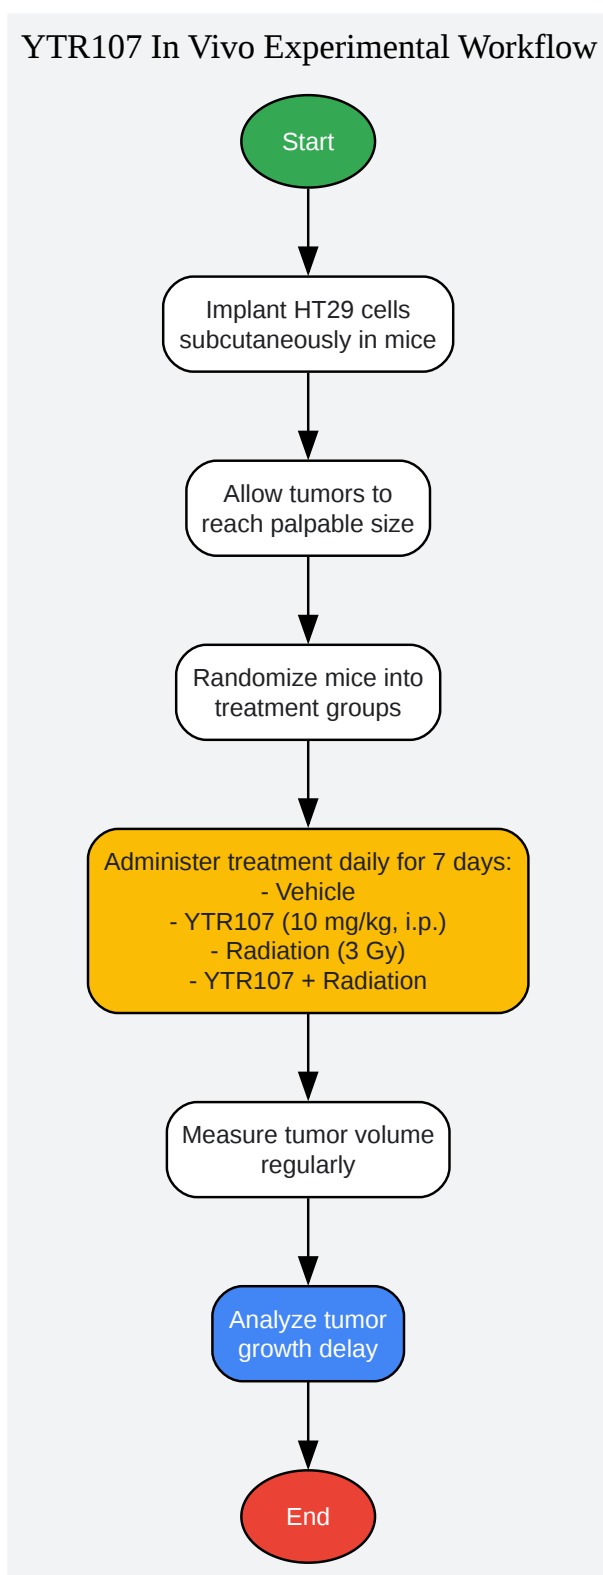 YTR107 In Vivo Experimental Workflow
Start
Implant HT29 cells
subcutaneously in mice
Allow tumors to
reach palpable size
Randomize mice into
treatment groups
Administer treatment daily for 7 days:
- Vehicle
- YTR107 (10 mg/kg, i.p.)
- Radiation (3 Gy)
- YTR107 + Radiation
Measure tumor volume
regularly
Analyze tumor
growth delay
End